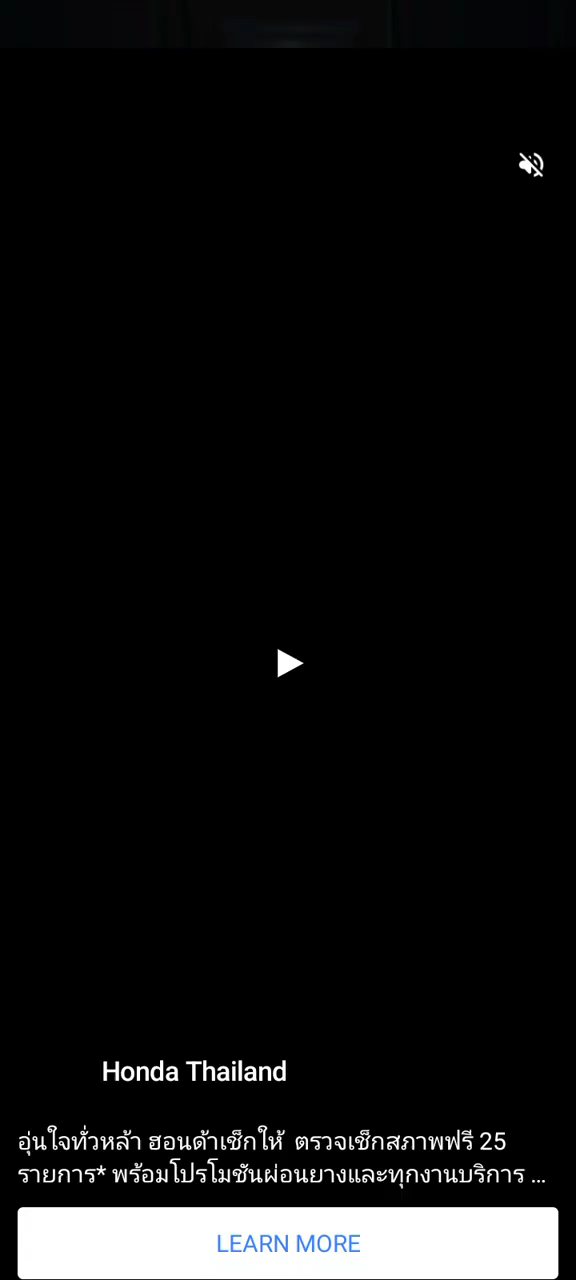 Honda Thailand
อุ่นใจทั่วหล้า ฮอนด้าเช็กให้ ตรวจเช็กสภาพฟรี 25
รายการ* พร้อมโปรโมชันผ่อนยางและทุกงานบริการ ...
LEARN MORE